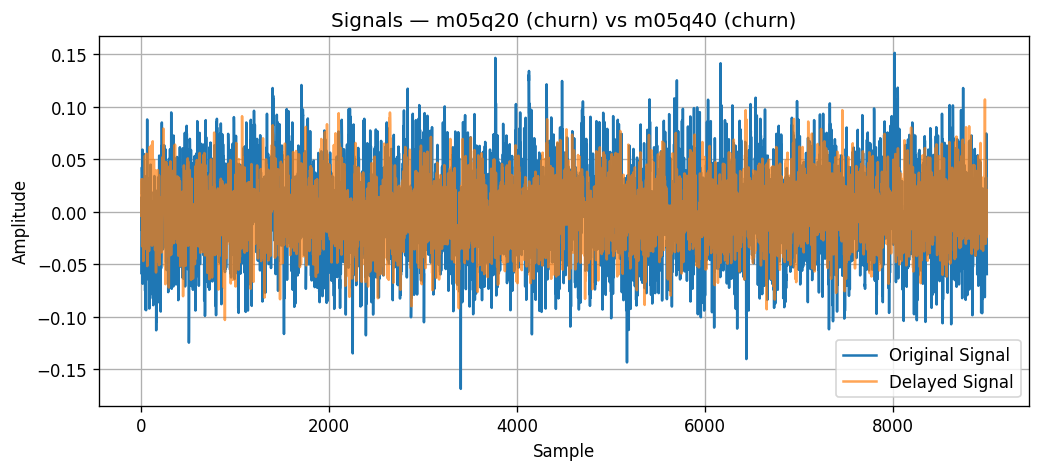 Signals — m05q20 (churn) vs m05q40 (churn)
0.15
0.10
0.05
0.00
−0.05
−0.10
−0.15
Amplitude
0 2000 4000 6000 8000
Sample
Original Signal
Delayed Signal